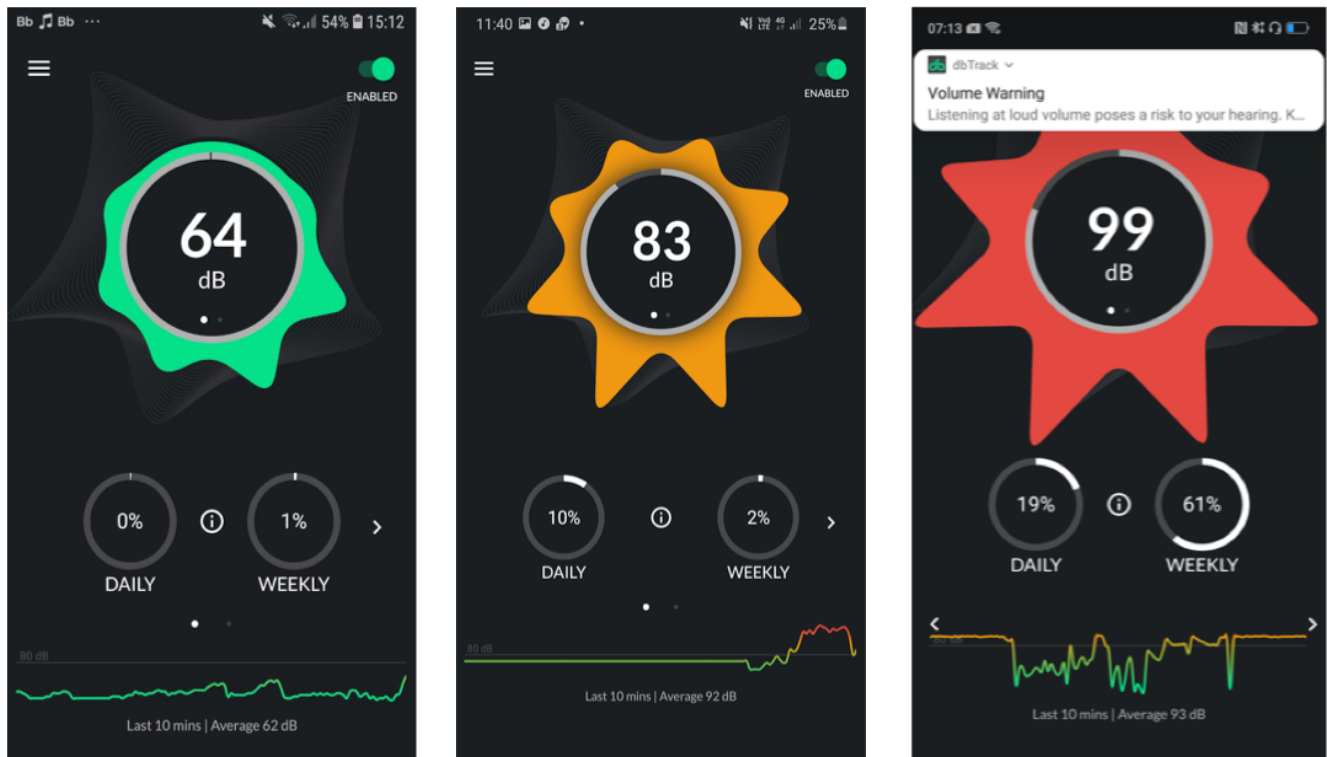 Bb Bb ... 54% 15:12
ENABLED
64
dB
0%
1%
DAILY
WEEKLY
80 dB
Last 10 mins | Average 62 dB
11:40 25%
ENABLED
83
dB
10%
2%
DAILY
WEEKLY
80 dB
Last 10 mins | Average 92 dB
07:13
dbTrack
Volume Warning
Listening at loud volume poses a risk to your hearing. K...
99
dB
19%
61%
DAILY
WEEKLY
80 dB
Last 10 mins | Average 93 dB